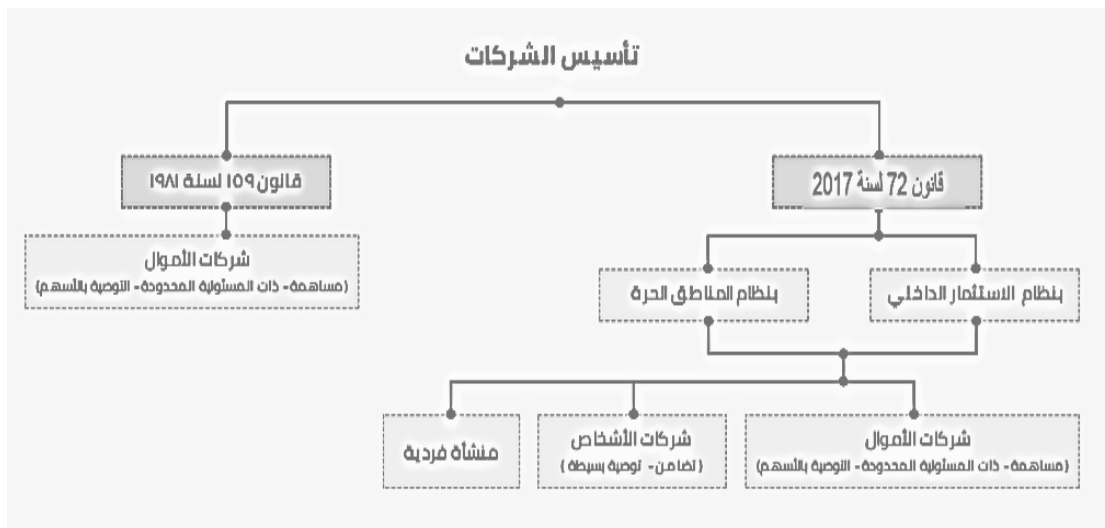 تأسيس الشركات
قانون 72 لسنة 2017
قانون ١٥٩ لسنة ١٩٨١
شركات الأموال
(مساهمة - ذات المسئولية المحدودة - التوصية بالأسهم)
بنظام الاستثمار الداخلي
بنظام المناطق الحرة
شركات الأموال
(مساهمة - ذات المسئولية المحدودة - التوصية بالأسهم)
شركات الأشخاص
(تضامن - توصية بسيطة )
منشأة فردية